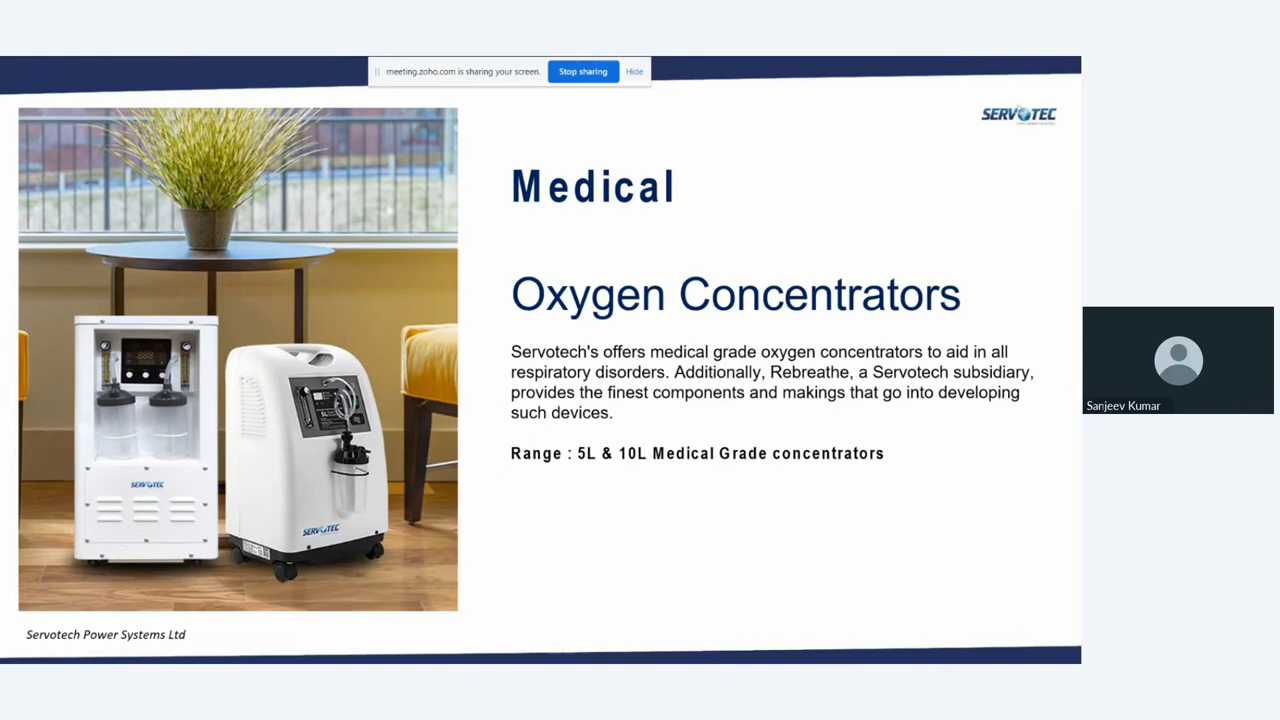 meeting.zoho.com is sharing your screen. Stop sharing Hide
SERVOTEC
Medical
Oxygen Concentrators
Servotech's offers medical grade oxygen concentrators to aid in all
respiratory disorders. Additionally, Rebreathe, a Servotech subsidiary,
provides the finest components and makings that go into developing
such devices.
Range : 5L & 10L Medical Grade concentrators
SERVOTEC
SERVOTEC
Servotech Power Systems Ltd
Sanjeev Kumar